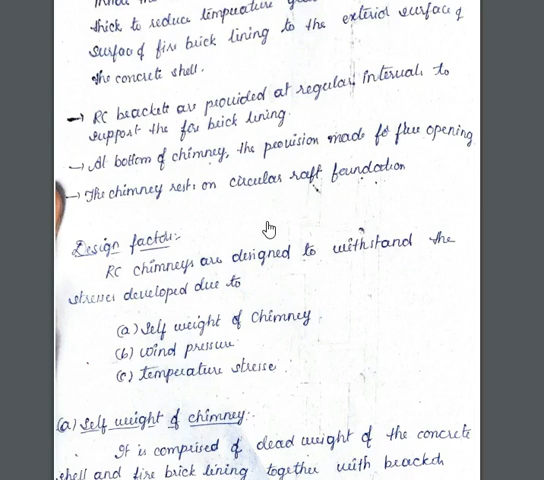 thick to reduce temperature
surface of fire brick lining to the exterior surface of
the concrete shell.
→ RC brackets are provided at regular intervals to
support the fire brick lining.
→ At bottom of chimney, the provision made for flue opening
→ The chimney rests on circular raft foundation
Design factor:-
RC chimneys are designed to withstand the
stresses developed due to
(a) Self weight of chimney.
(b) wind pressure
(c) temperature stresse.
(a) Self weight of chimney:-
It is comprised of dead weight of the concrete
shell and fire brick lining together with